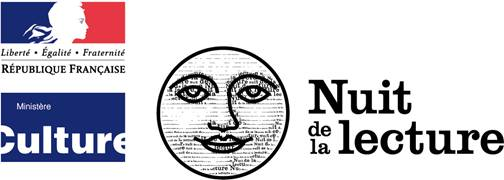 Liberté • Égalité • Fraternité
RÉPUBLIQUE FRANÇAISE
Ministère
Culture
Nuit
de la lecture